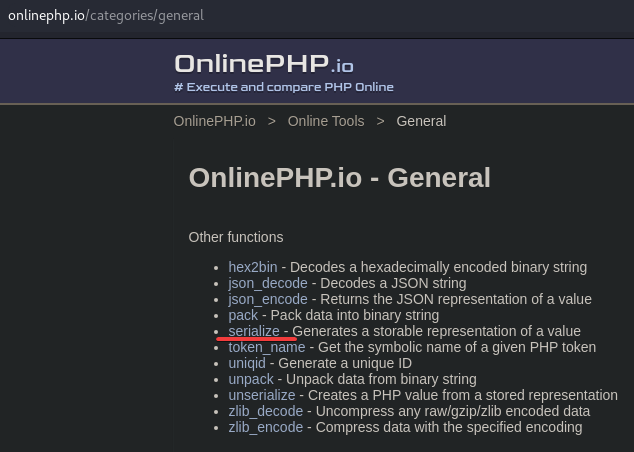 onlinephp.io/categories/general
OnlinePHP.io
# Execute and compare PHP Online
OnlinePHP.io > Online Tools > General
OnlinePHP.io - General
Other functions
• hex2bin - Decodes a hexadecimally encoded binary string
• json_decode - Decodes a JSON string
• json_encode - Returns the JSON representation of a value
• pack - Pack data into binary string
• serialize - Generates a storable representation of a value
• token_name - Get the symbolic name of a given PHP token
• uniqid - Generate a unique ID
• unpack - Unpack data from binary string
• unserialize - Creates a PHP value from a stored representation
• zlib_decode - Uncompress any raw/gzip/zlib encoded data
• zlib_encode - Compress data with the specified encoding